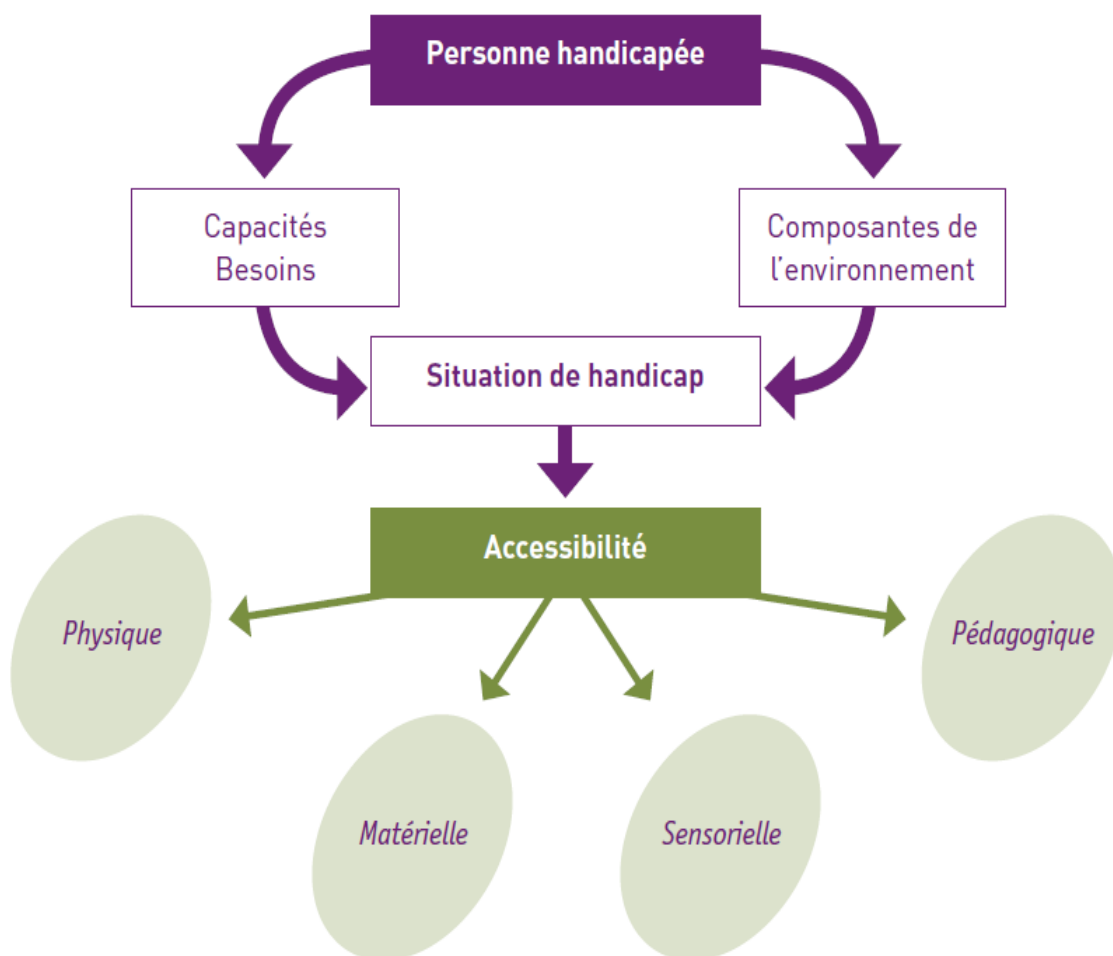 Personne handicapée
Capacités
Besoins
Composantes de
l'environnement
Situation de handicap
Accessibilité
Physique
Pédagogique
Matérielle
Sensorielle